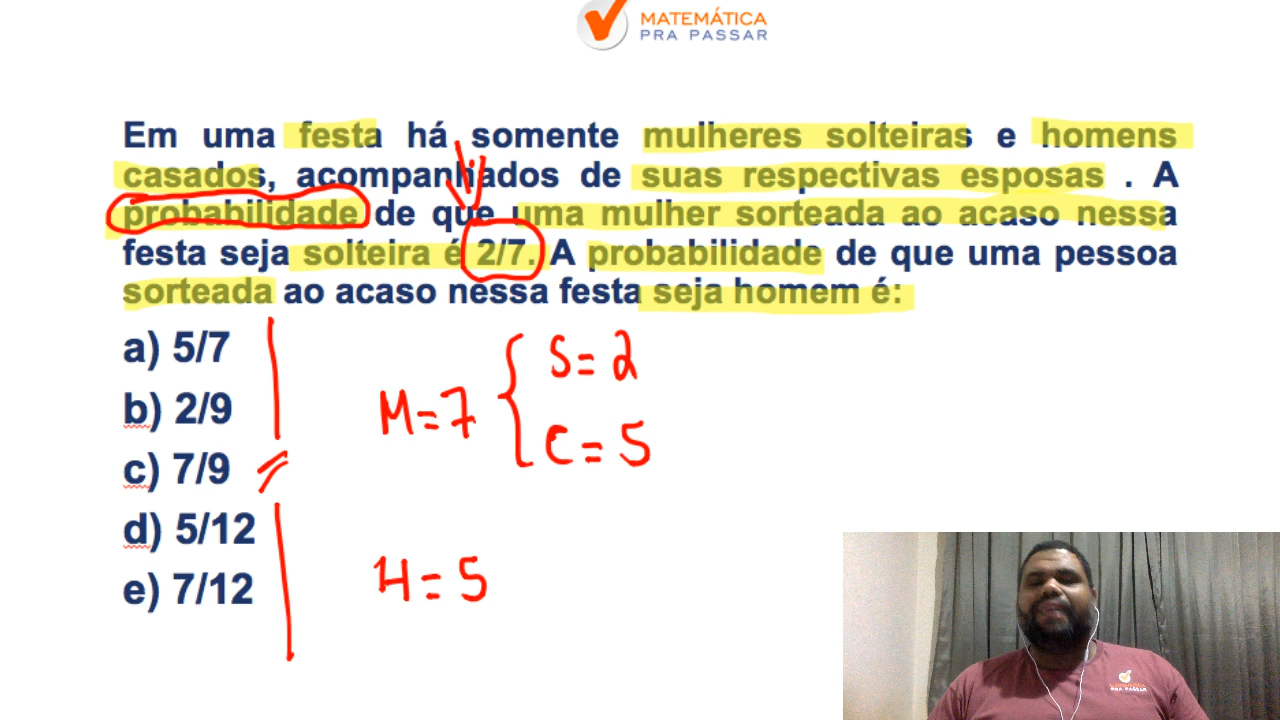 MATEMÁTICA
PRA PASSAR
Em uma festa há somente mulheres solteiras e homens
casados, acompanhados de suas respectivas esposas . A
probabilidade de que uma mulher sorteada ao acaso nessa
festa seja solteira é 2/7. A probabilidade de que uma pessoa
sorteada ao acaso nessa festa seja homem é:
a) 5/7
b) 2/9
c) 7/9
d) 5/12
e) 7/12
S = 2
M = 7
C = 5
H = 5
MATEMÁTICA
PRA PASSAR